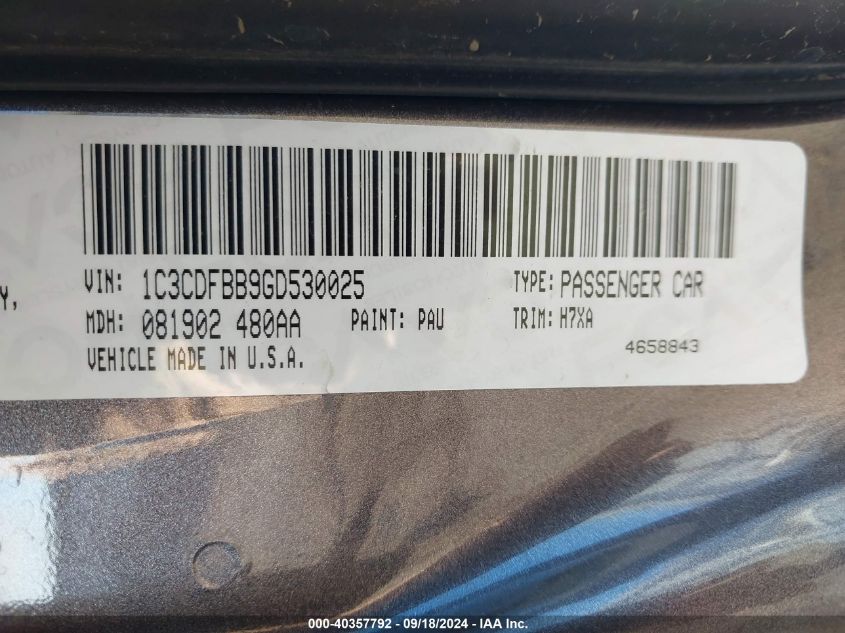 VIN: 1C3CDFBB9GD530025 TYPE: PASSENGER CAR
Y,
MDH: 081902 480AA PAINT: PAU TRIM: H7XA
VEHICLE MADE IN U.S.A. 4658843
000-40357792 - 09/18/2024 - IAA Inc.